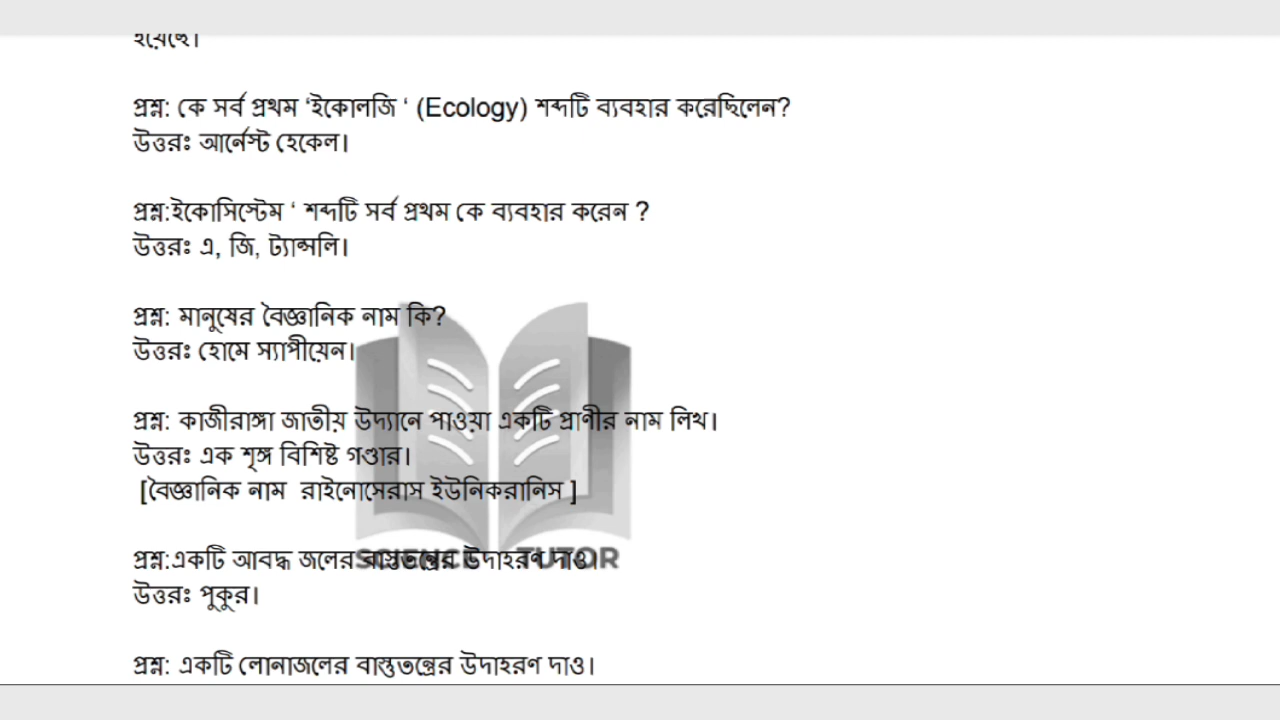 হয়েছে।
প্রশ্ন: কে সর্ব প্রথম ‘ইকোলজি ‘ (Ecology) শব্দটি ব্যবহার করেছিলেন?
উত্তরঃ আর্নেস্ট হেকেল।
প্রশ্ন:ইকোসিস্টেম ‘ শব্দটি সর্ব প্রথম কে ব্যবহার করেন ?
উত্তরঃ এ, জি, ট্যান্সলি।
প্রশ্ন: মানুষের বৈজ্ঞানিক নাম কি?
উত্তরঃ হোমে স্যাপীয়েন।
প্রশ্ন: কাজীরাঙ্গা জাতীয় উদ্যানে পাওয়া একটি প্রাণীর নাম লিখ।
উত্তরঃ এক শৃঙ্গ বিশিষ্ট গণ্ডার।
[বৈজ্ঞানিক নাম রাইনোসেরাস ইউনিকরানিস ]
প্রশ্ন:একটি আবদ্ধ জলের বাস্তুতন্ত্রের উদাহরণ দাও।
SCIENCE TUTOR
উত্তরঃ পুকুর।
প্রশ্ন: একটি লোনাজলের বাস্তুতন্ত্রের উদাহরণ দাও।